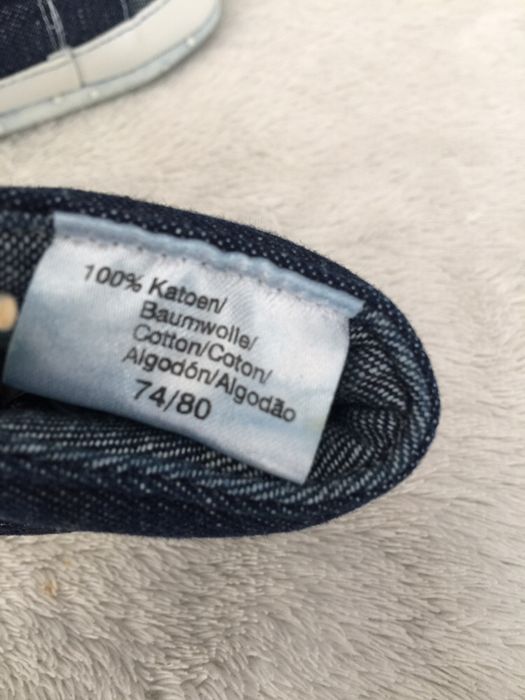 100% Katoen/
Baumwolle/
Cotton/Coton/
Algodón/Algodão
74/80